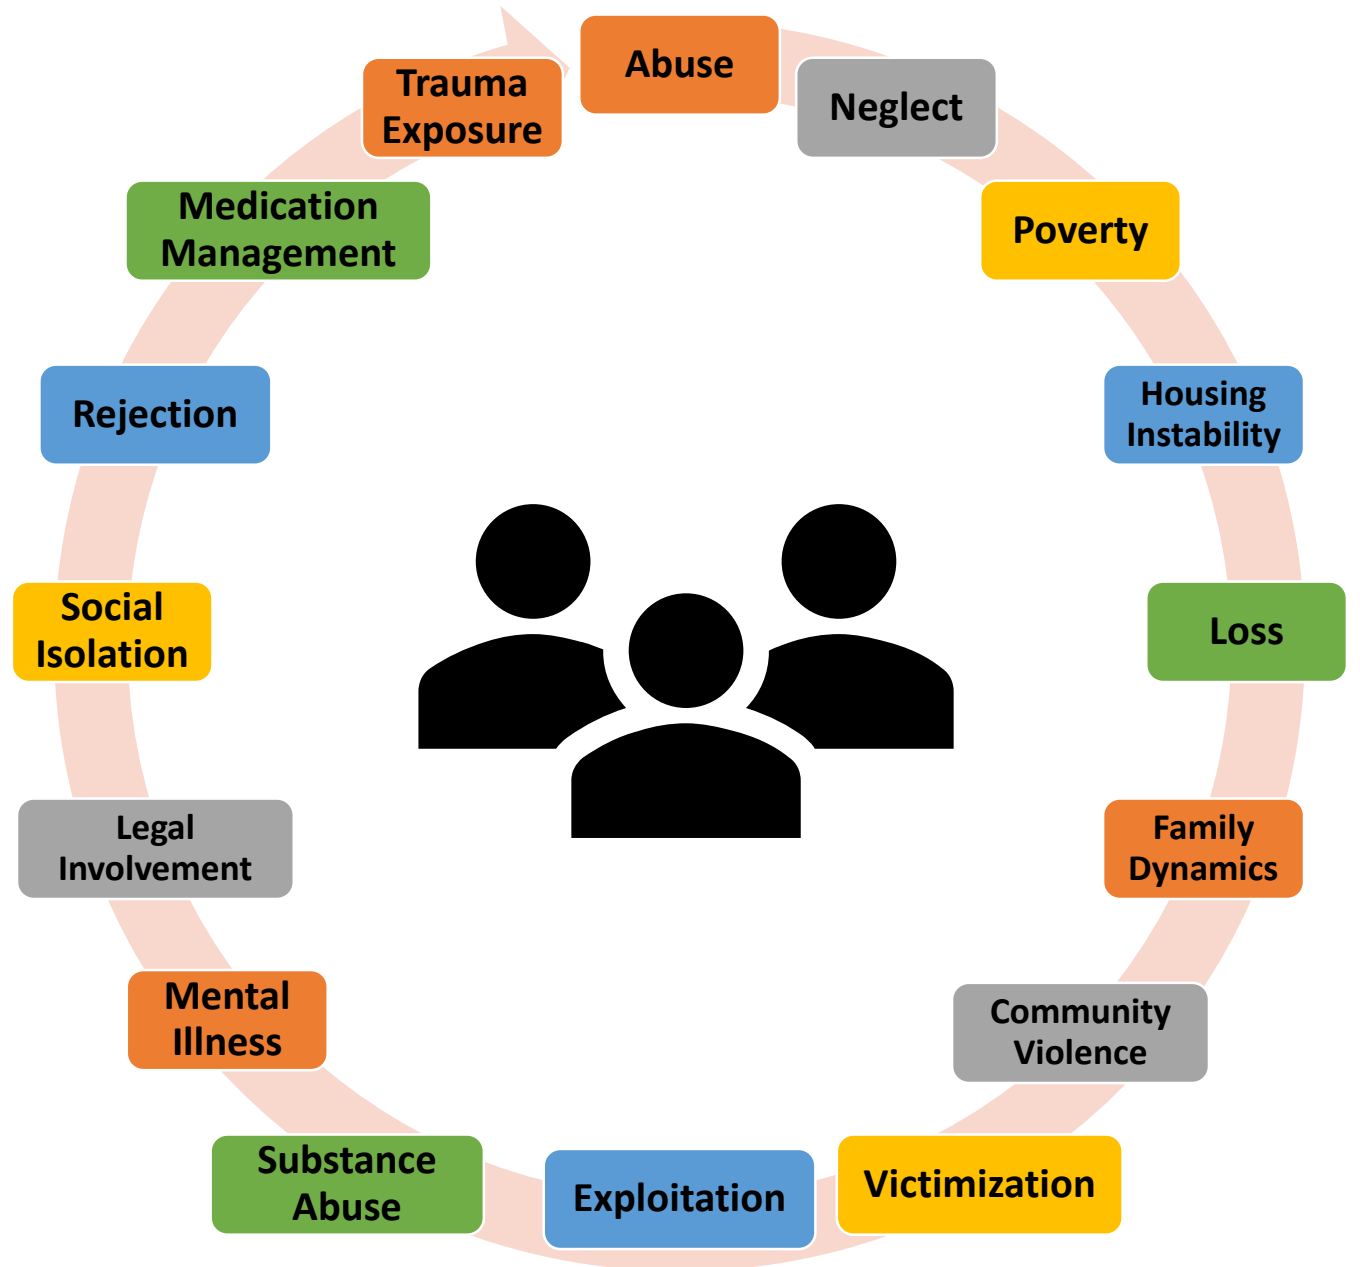 Abuse
Neglect
Poverty
Housing
Instability
Loss
Family
Dynamics
Community
Violence
Victimization
Exploitation
Substance
Abuse
Mental
Illness
Legal
Involvement
Social
Isolation
Rejection
Medication
Management
Trauma
Exposure